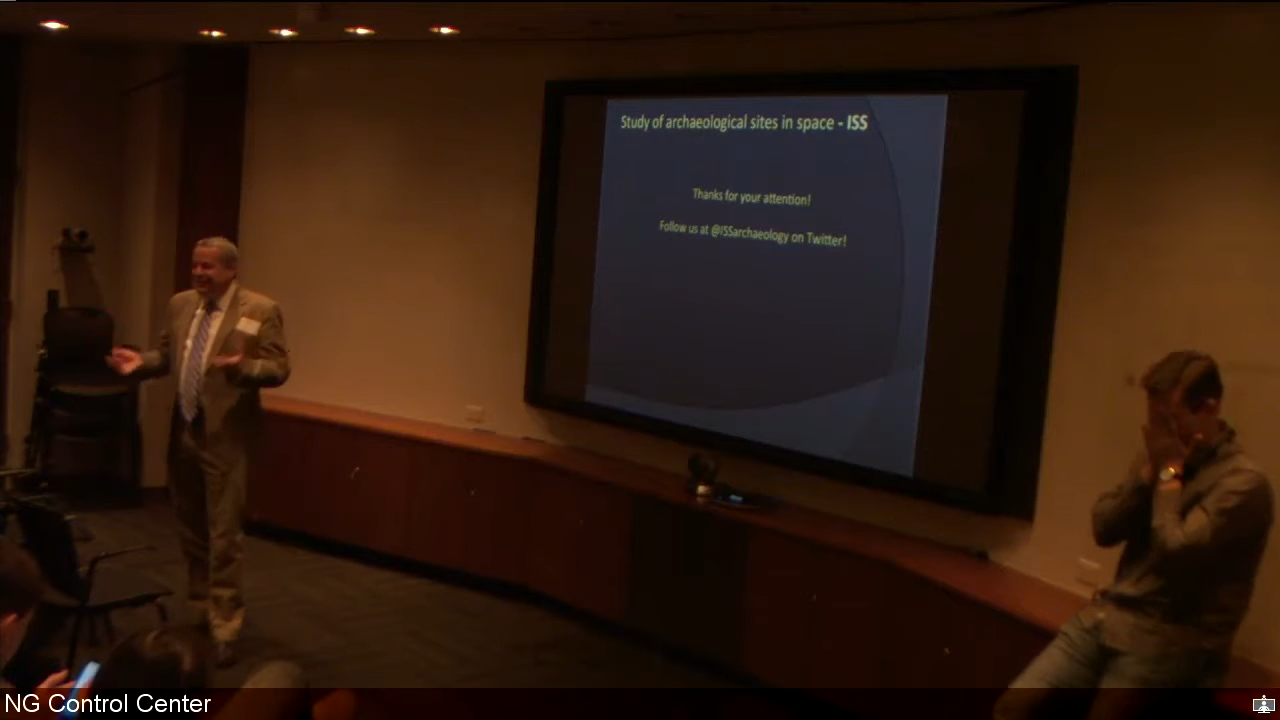 Study of archaeological sites in space - ISS
Thanks for your attention!
Follow us at @ISSarchaeology on Twitter!
NG Control Center